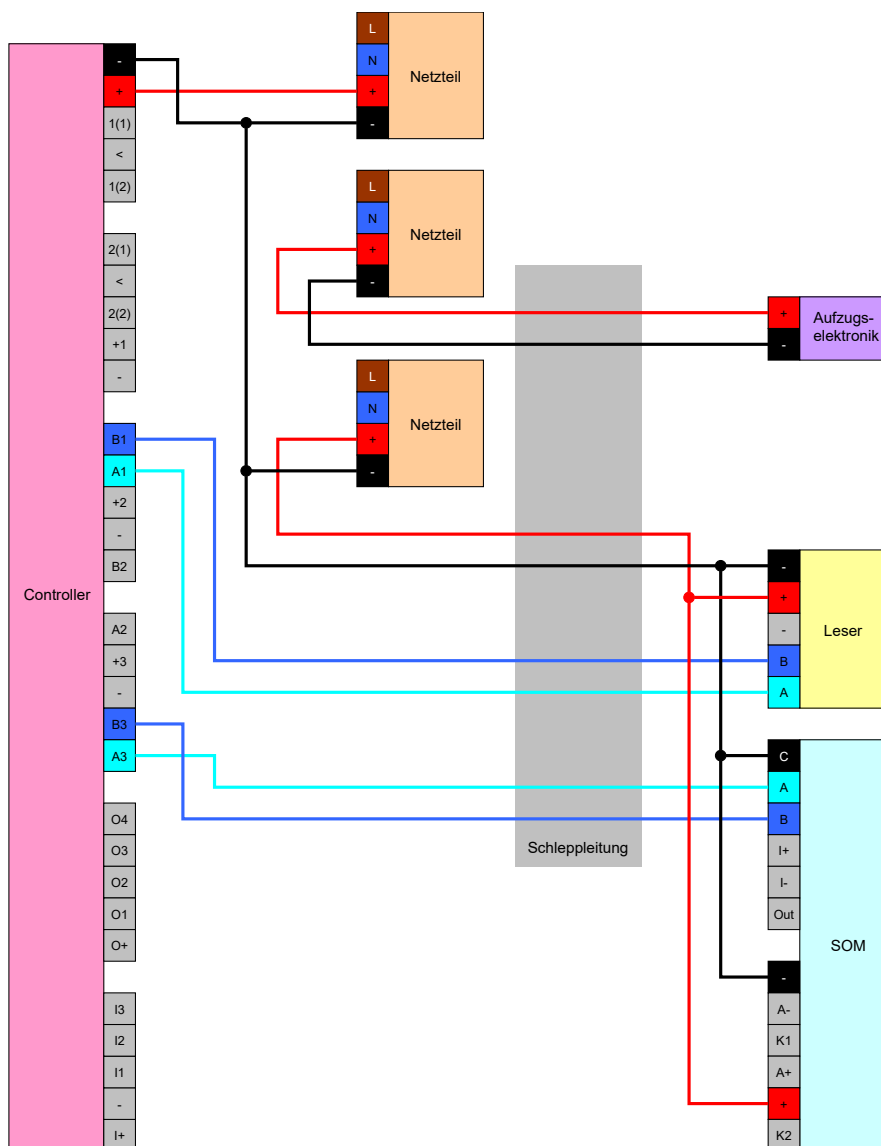 Controller
-
+
1(1)
<
1(2)
2(1)
<
2(2)
+1
-
B1
A1
+2
-
B2
A2
+3
-
B3
A3
O4
O3
O2
O1
O+
I3
I2
I1
-
I+
L
N
+
-
Netzteil
L
N
+
-
Netzteil
L
N
+
-
Netzteil
Schleppleitung
+
-
Aufzugs-
elektronik
-
+
-
B
A
Leser
C
A
B
I+
I-
Out
-
A-
K1
A+
+
K2
SOM